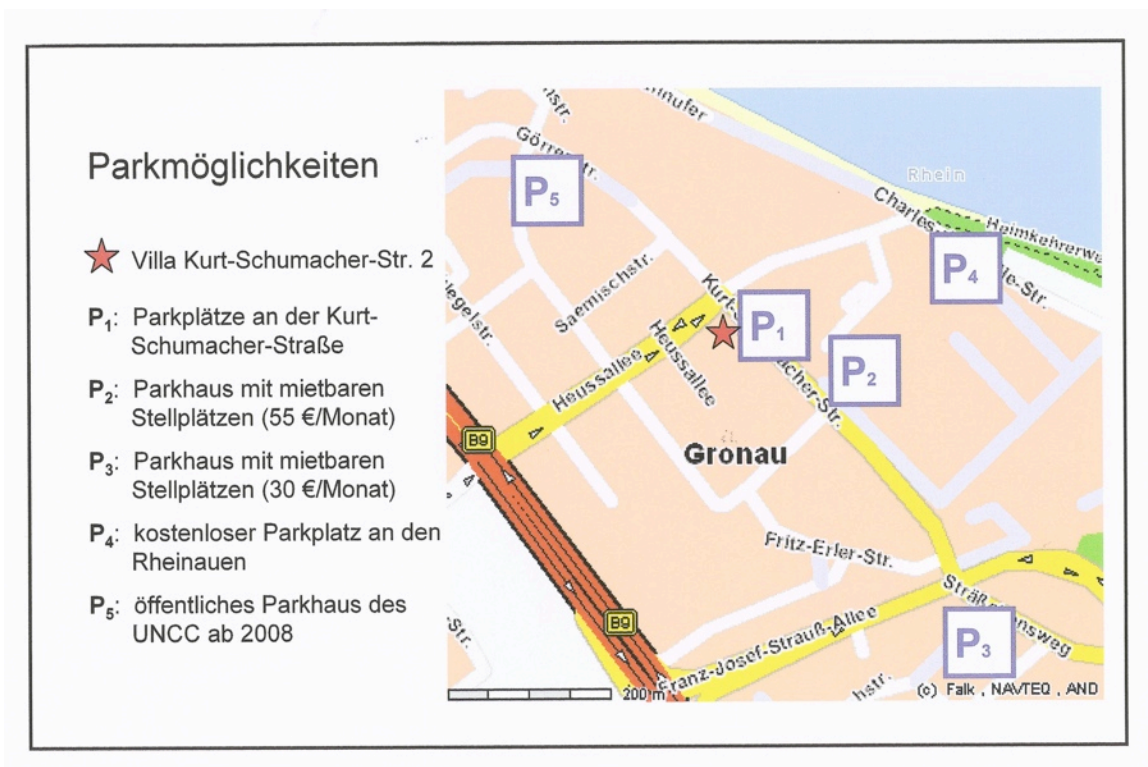 Parkmöglichkeiten
Villa Kurt-Schumacher-Str. 2
P1: Parkplätze an der Kurt-
Schumacher-Straße
P2: Parkhaus mit mietbaren
Stellplätzen (55 €/Monat)
P3: Parkhaus mit mietbaren
Stellplätzen (30 €/Monat)
P4: kostenloser Parkplatz an den
Rheinauen
P5: öffentliches Parkhaus des
UNCC ab 2008
Rhein
P5
P4
Saemischstr.
P1
Heussallee
Heussallee
P2
B9
Gronau
Fritz-Erler-Str.
B9
Franz-Josef-Strauß-Allee
P3
200 m
(c) Falk , NAVTEQ , AND